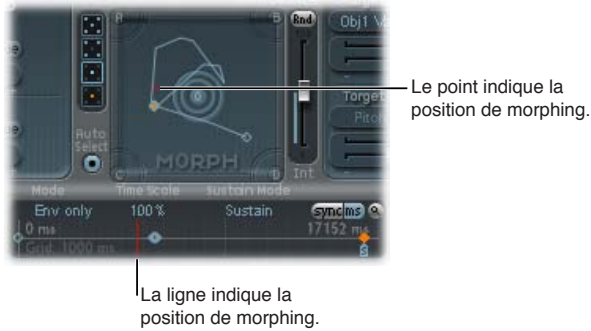 A
B
Rnd
Obj1
Le point indique la
position de morphing.
Target
Pitch
Auto
Select
MORPH
C
D
Int
Mode
Time Scale
Sustain Mode
Env only
100 %
Sustain
sync ms
0 ms
17152 ms
Grid: 1000 ms
S
La ligne indique la
position de morphing.